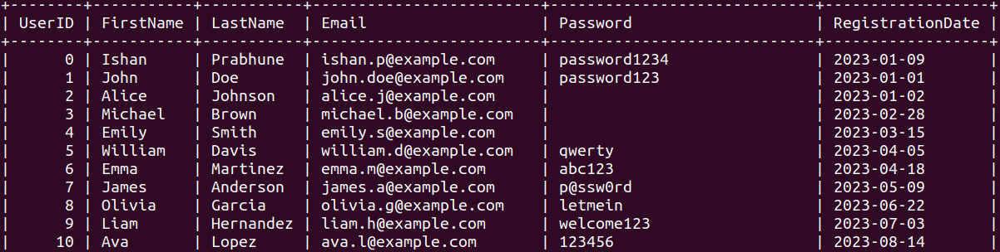 +--------+-----------+-----------+-------------------------+-----------------------------+------------------+
| UserID | FirstName | LastName  | Email                   | Password                    | RegistrationDate |
+--------+-----------+-----------+-------------------------+-----------------------------+------------------+
|      0 | Ishan     | Prabhune  | ishan.p@example.com     | password1234                | 2023-01-09       |
|      1 | John      | Doe       | john.doe@example.com    | password123                 | 2023-01-01       |
|      2 | Alice     | Johnson   | alice.j@example.com     |                             | 2023-01-02       |
|      3 | Michael   | Brown     | michael.b@example.com   |                             | 2023-02-28       |
|      4 | Emily     | Smith     | emily.s@example.com     |                             | 2023-03-15       |
|      5 | William   | Davis     | william.d@example.com   | qwerty                      | 2023-04-05       |
|      6 | Emma      | Martinez  | emma.m@example.com      | abc123                      | 2023-04-18       |
|      7 | James     | Anderson  | james.a@example.com     | p@ssw0rd                    | 2023-05-09       |
|      8 | Olivia    | Garcia    | olivia.g@example.com    | letmein                     | 2023-06-22       |
|      9 | Liam      | Hernandez | liam.h@example.com      | welcome123                  | 2023-07-03       |
|     10 | Ava       | Lopez     | ava.l@example.com       | 123456                      | 2023-08-14       |